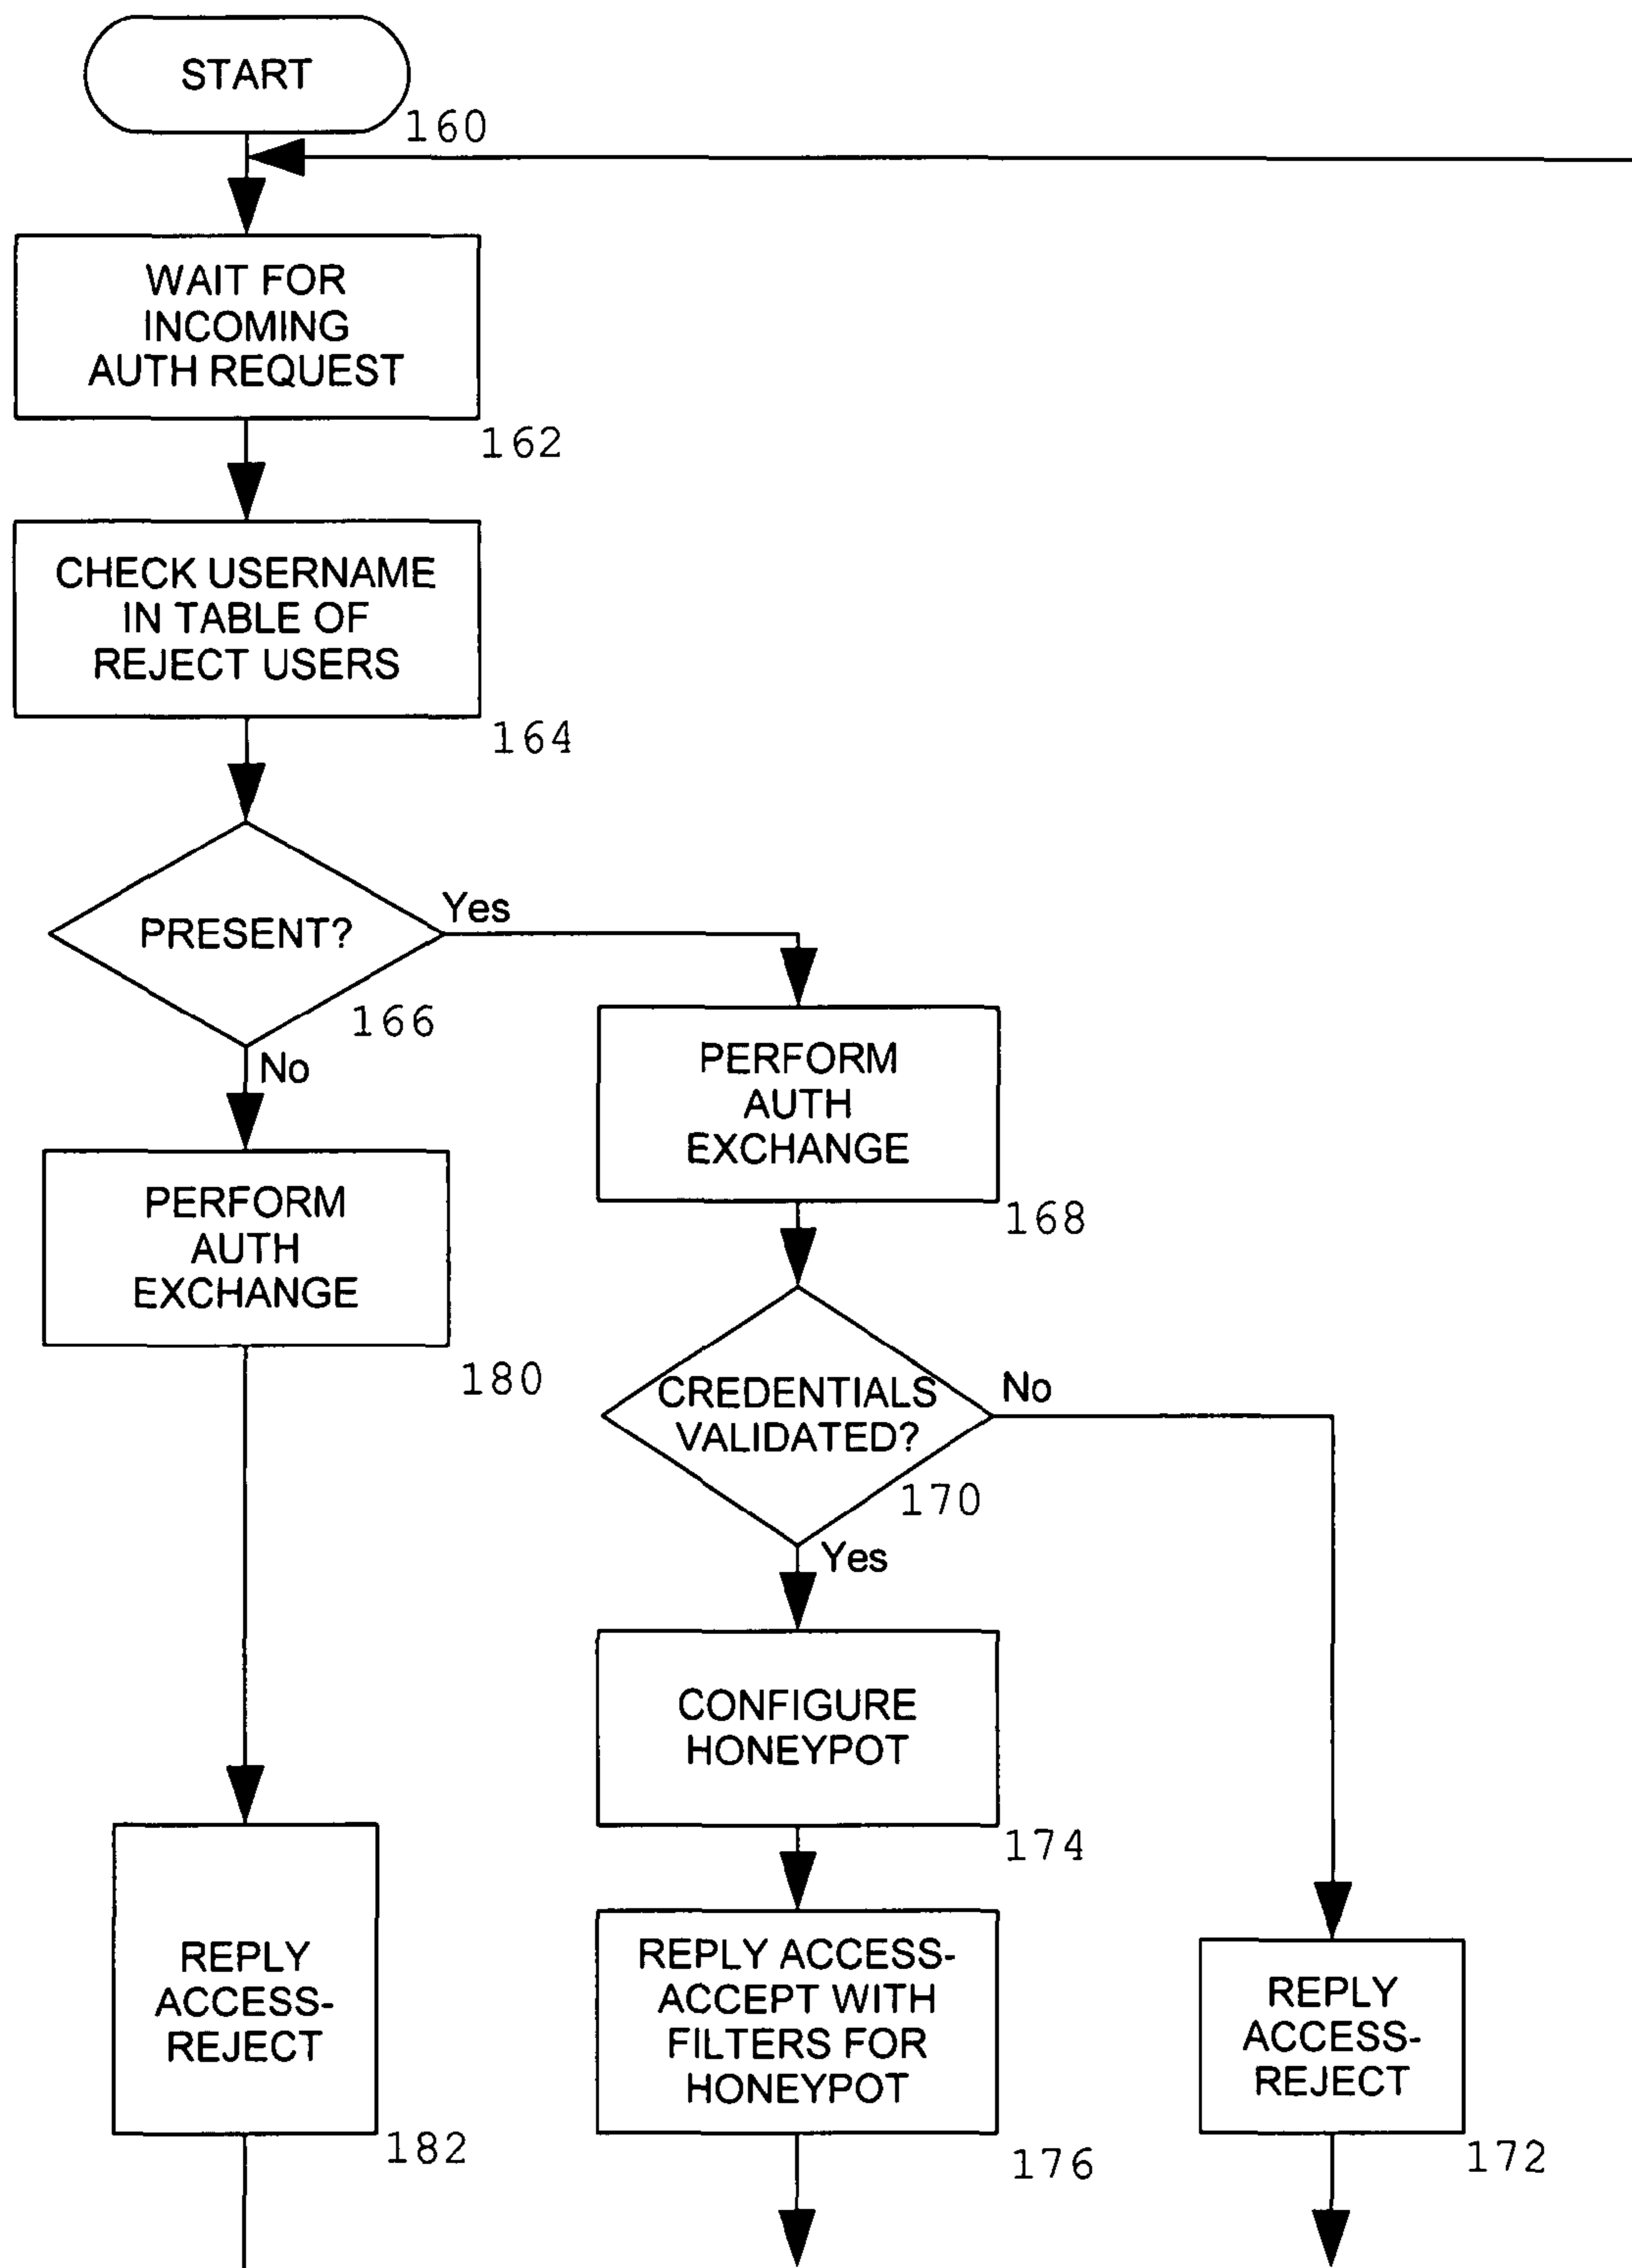 START
160
WAIT FOR
INCOMING
AUTH REQUEST
162
CHECK USERNAME
IN TABLE OF
REJECT USERS
164
PRESENT?
Yes
166
No
PERFORM
AUTH
EXCHANGE
168
PERFORM
AUTH
EXCHANGE
180
CREDENTIALS
VALIDATED?
No
170
Yes
CONFIGURE
HONEYPOT
174
REPLY
ACCESS-
REJECT
182
REPLY ACCESS-
ACCEPT WITH
FILTERS FOR
HONEYPOT
176
REPLY
ACCESS-
REJECT
172